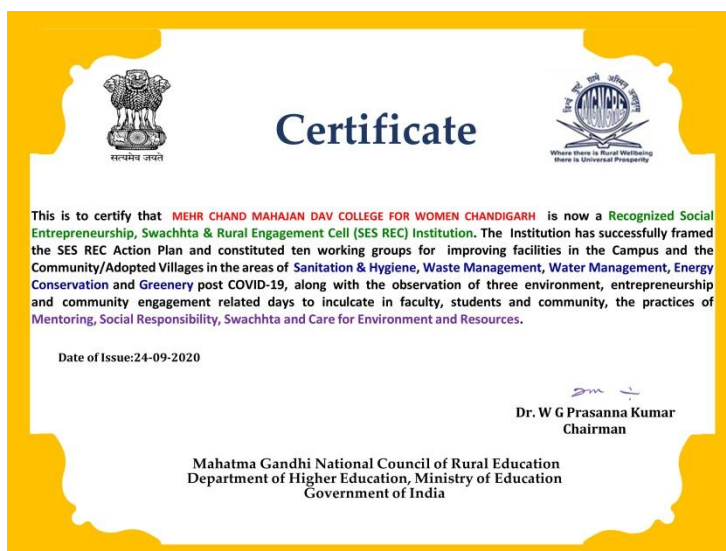 सत्यमेव जयते
MGNCRE
Where there is Rural Wellbeing
there is Universal Prosperity
Certificate
This is to certify that MEHR CHAND MAHAJAN DAV COLLEGE FOR WOMEN CHANDIGARH is now a Recognized Social
Entrepreneurship, Swachhta & Rural Engagement Cell (SES REC) Institution. The Institution has successfully framed
the SES REC Action Plan and constituted ten working groups for improving facilities in the Campus and the
Community/Adopted Villages in the areas of Sanitation & Hygiene, Waste Management, Water Management, Energy
Conservation and Greenery post COVID-19, along with the observation of three environment, entrepreneurship
and community engagement related days to inculcate in faculty, students and community, the practices of
Mentoring, Social Responsibility, Swachhta and Care for Environment and Resources.
Date of Issue:24-09-2020
Dr. W G Prasanna Kumar
Chairman
Mahatma Gandhi National Council of Rural Education
Department of Higher Education, Ministry of Education
Government of India